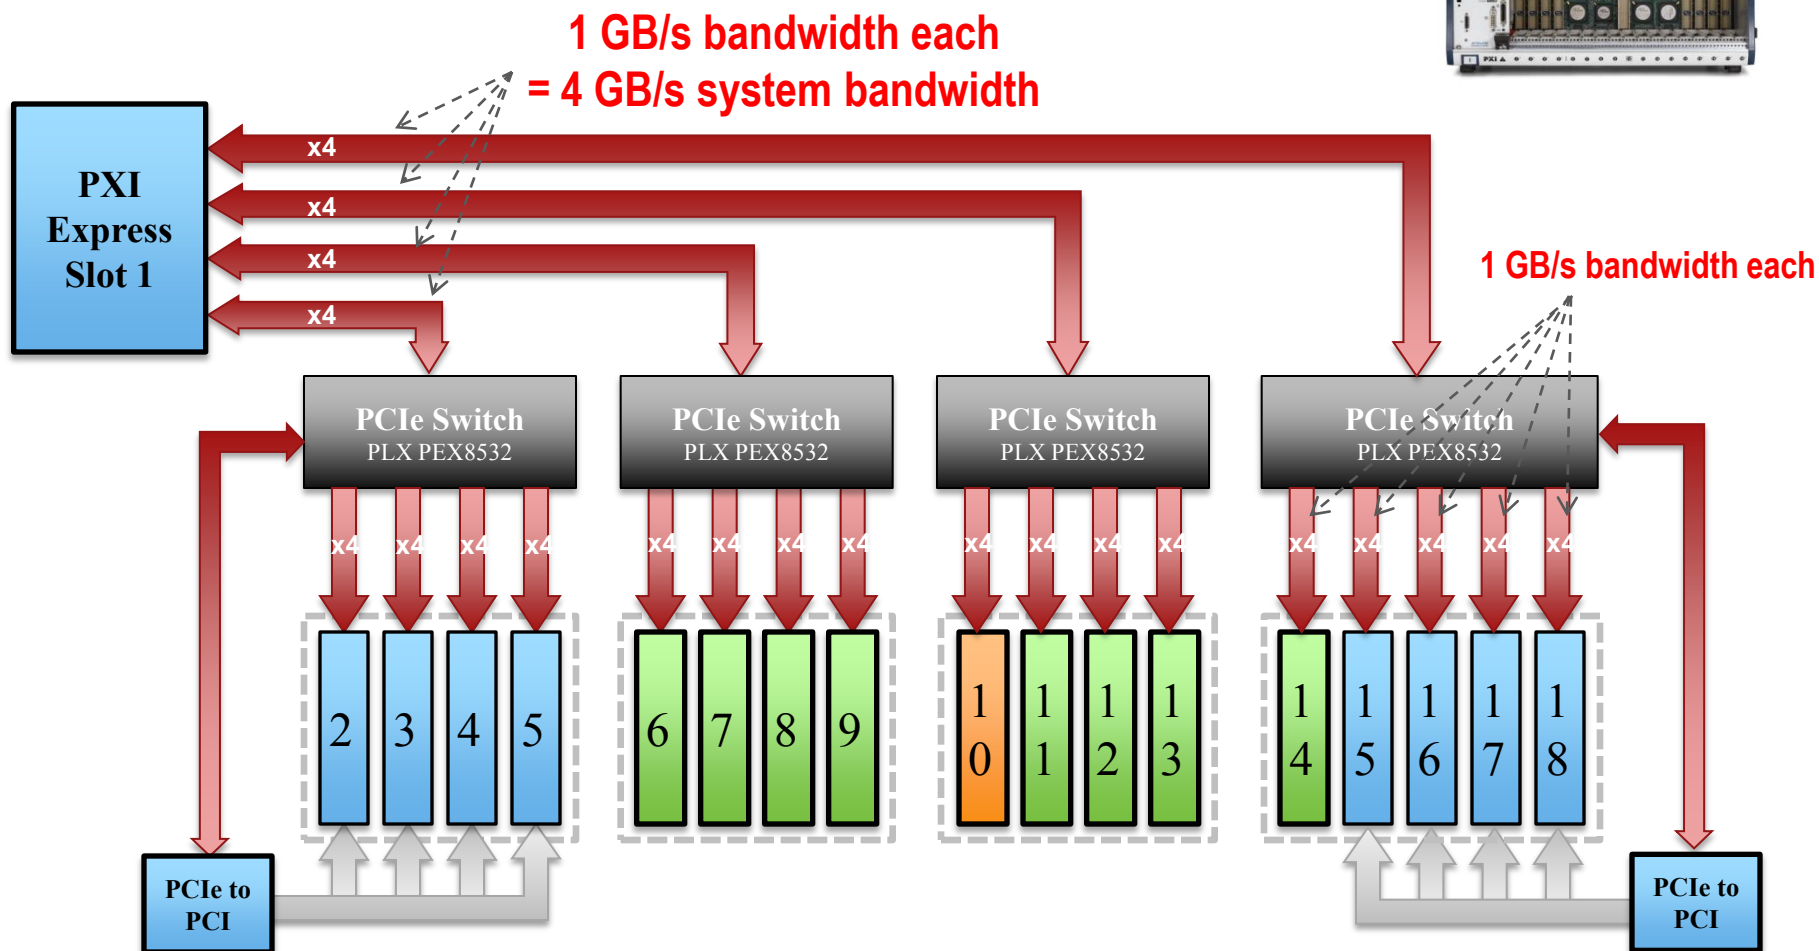 1 GB/s bandwidth each
= 4 GB/s system bandwidth
PXI
PXI
Express
Slot 1
x4
x4
x4
x4
1 GB/s bandwidth each
PCIe Switch
PLX PEX8532
PCIe Switch
PLX PEX8532
PCIe Switch
PLX PEX8532
PCIe Switch
PLX PEX8532
x4 x4 x4 x4
x4 x4 x4 x4
x4 x4 x4 x4
x4 x4 x4 x4 x4
2 3 4 5
6 7 8 9
10 11 12 13
14 15 16 17 18
PCIe to
PCI
PCIe to
PCI